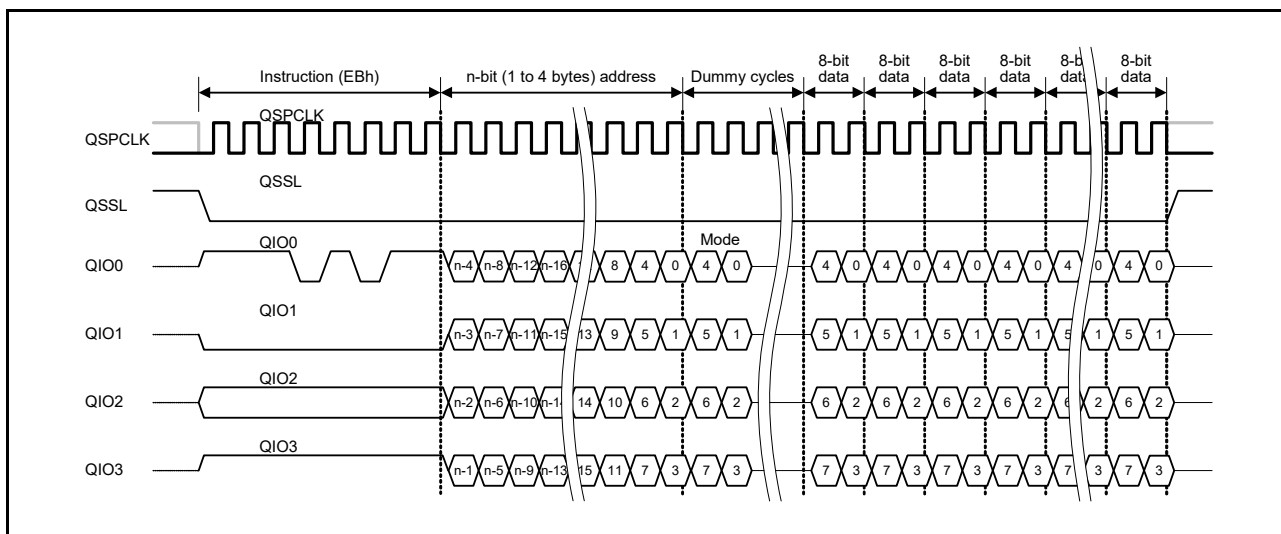 8-bit data 8-bit data 8-bit data 8-bit data 8-bit data 8-bit data
Instruction (EBh) n-bit (1 to 4 bytes) address Dummy cycles
QSPCLK
QSPCLK
QSSL
QSSL
QIO0 Mode
QIO0 n-4 n-8 n-12 n-16 8 4 0 4 0 4 0 4 0 4 0 4 0 4 0 4 0
QIO1
QIO1 n-3 n-7 n-11 n-15 13 9 5 1 5 1 5 1 5 1 5 1 5 1 5 1 5 1
QIO2
QIO2 n-2 n-6 n-10 n-14 14 10 6 2 6 2 6 2 6 2 6 2 6 2 6 2 6 2
QIO3
QIO3 n-1 n-5 n-9 n-13 15 11 7 3 7 3 7 3 7 3 7 3 7 3 7 3 7 3